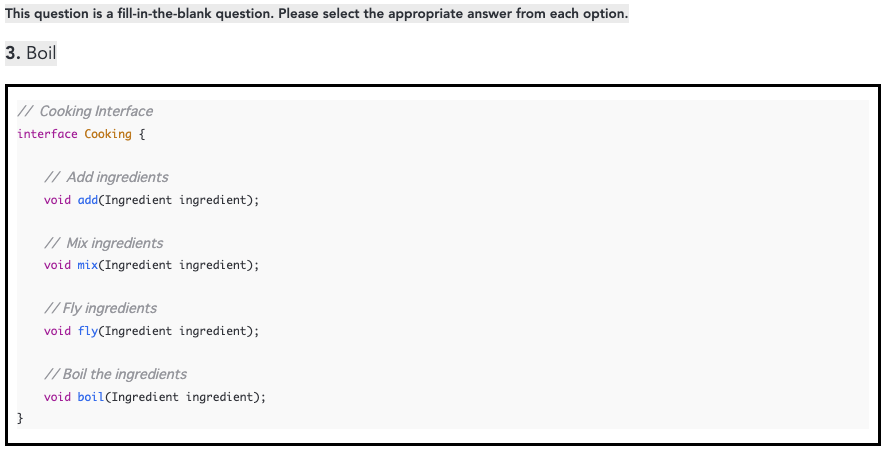 This question is a fill-in-the-blank question. Please select the appropriate answer from each option.
3. Boil
// Cooking Interface
interface Cooking {
// Add ingredients
void add(Ingredient ingredient);
// Mix ingredients
void mix(Ingredient ingredient);
// Fly ingredients
void fly(Ingredient ingredient);
// Boil the ingredients
void boil(Ingredient ingredient);
}